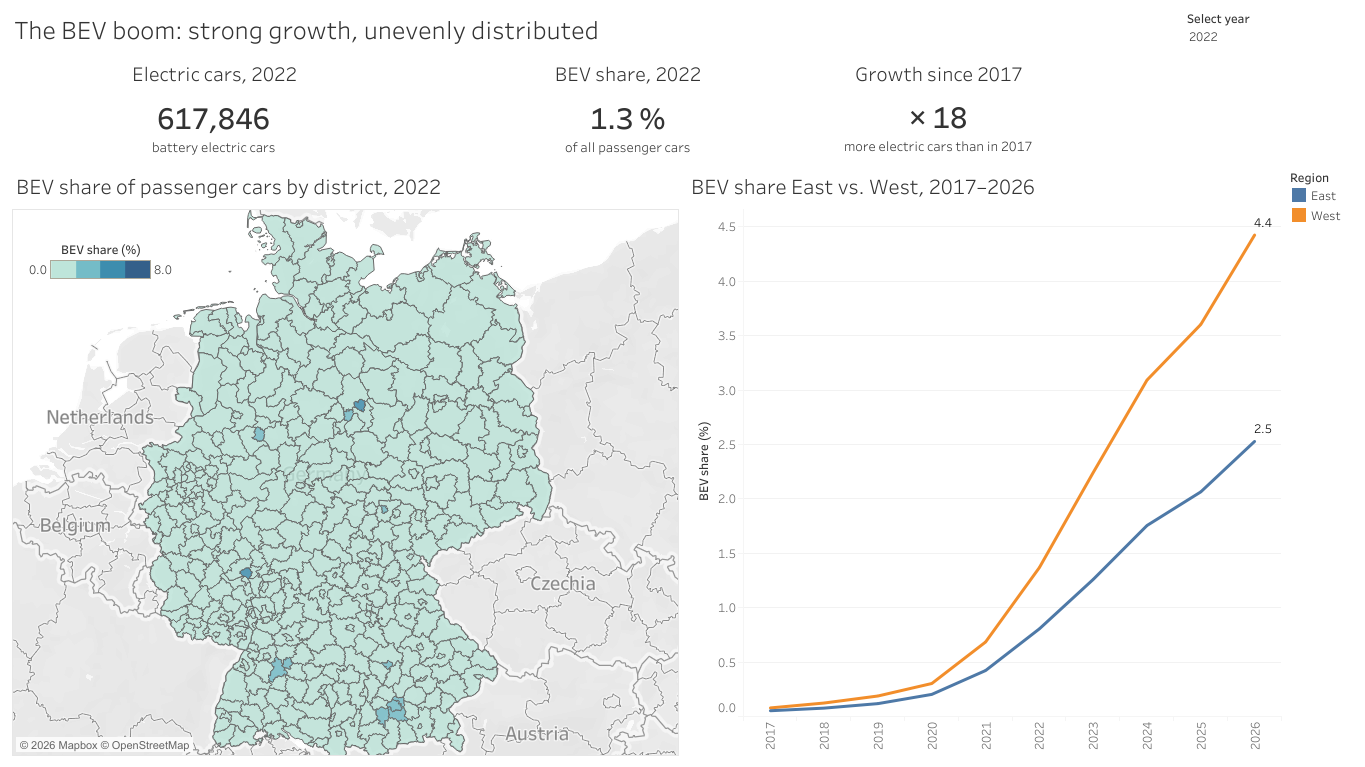 The BEV boom: strong growth, unevenly distributed
Select year
2022
Electric cars, 2022
617,846
battery electric cars
BEV share, 2022
1.3 %
of all passenger cars
Growth since 2017
× 18
more electric cars than in 2017
BEV share of passenger cars by district, 2022
BEV share (%)
0.0 8.0
Netherlands
Belgium
Germany
Czechia
Austria
© 2026 Mapbox © OpenStreetMap
BEV share East vs. West, 2017–2026
Region
East
West
BEV share (%)
4.5
4.0
3.5
3.0
2.5
2.0
1.5
1.0
0.5
0.0
4.4
2.5
2017 2018 2019 2020 2021 2022 2023 2024 2025 2026